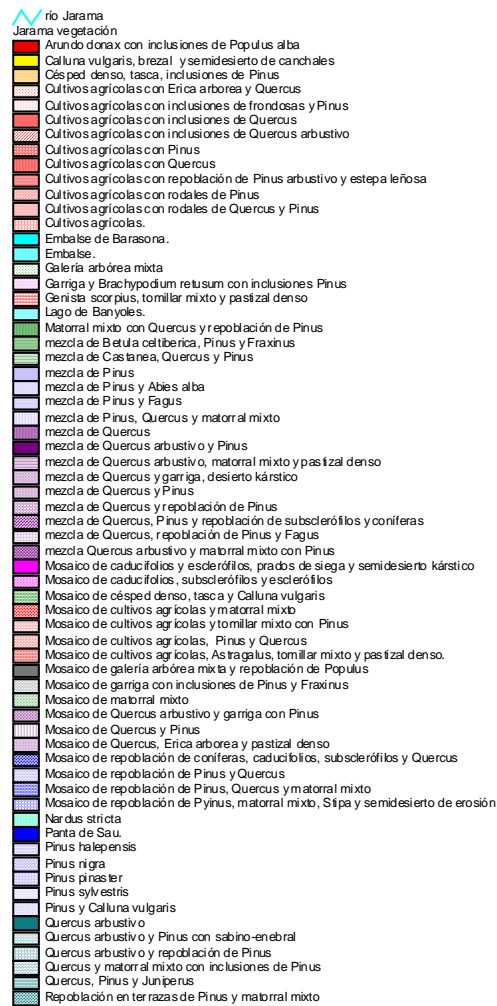 río Jarama
Jarama vegetación
Arundo donax con inclusiones de Populus alba
Calluna vulgaris, brezal y semidesierto de canchales
Césped denso, tasca, inclusiones de Pinus
Cultivos agrícolas con Erica arborea y Quercus
Cultivos agrícolas con inclusiones de frondosas y Pinus
Cultivos agrícolas con inclusiones de Quercus
Cultivos agrícolas con inclusiones de Quercus arbustivo
Cultivos agrícolas con Pinus
Cultivos agrícolas con Quercus
Cultivos agrícolas con repoblación de Pinus arbustivo y estepa leñosa
Cultivos agrícolas con rodales de Pinus
Cultivos agrícolas con rodales de Quercus y Pinus
Cultivos agrícolas.
Embalse de Barasona.
Embalse.
Galería arbórea mixta
Garriga y Brachypodium retusum con inclusiones Pinus
Genista scorpius, tomillar mixto y pastizal denso
Lago de Banyoles.
Matorral mixto con Quercus y repoblación de Pinus
mezcla de Betula celtiberica, Pinus y Fraxinus
mezcla de Castanea, Quercus y Pinus
mezcla de Pinus
mezcla de Pinus y Abies alba
mezcla de Pinus y Fagus
mezcla de Pinus, Quercus y matorral mixto
mezcla de Quercus
mezcla de Quercus arbustivo y Pinus
mezcla de Quercus arbustivo, matorral mixto y pastizal denso
mezcla de Quercus y garriga, desierto kárstico
mezcla de Quercus y Pinus
mezcla de Quercus y repoblación de Pinus
mezcla de Quercus, Pinus y repoblación de subsclerófilos y coníferas
mezcla de Quercus, repoblación de Pinus y Fagus
mezcla Quercus arbustivo y matorral mixto con Pinus
Mosaico de caducifolios y esclerófilos, prados de siega y semidesierto kárstico
Mosaico de caducifolios, subsclerófilos y esclerófilos
Mosaico de césped denso, tasca y Calluna vulgaris
Mosaico de cultivos agrícolas y matorral mixto
Mosaico de cultivos agrícolas y tomillar mixto con Pinus
Mosaico de cultivos agrícolas, Pinus y Quercus
Mosaico de cultivos agrícolas, Astragalus, tomillar mixto y pastizal denso.
Mosaico de galería arbórea mixta y repoblación de Populus
Mosaico de garriga con inclusiones de Pinus y Fraxinus
Mosaico de matorral mixto
Mosaico de Quercus arbustivo y garriga con Pinus
Mosaico de Quercus y Pinus
Mosaico de Quercus, Erica arborea y pastizal denso
Mosaico de repoblación de coníferas, caducifolios, subsclerófilos y Quercus
Mosaico de repoblación de Pinus y Quercus
Mosaico de repoblación de Pinus, Quercus y matorral mixto
Mosaico de repoblación de Pyinus, matorral mixto, Stipa y semidesierto de erosión
Nardus stricta
Panta de Sau.
Pinus halepensis
Pinus nigra
Pinus pinaster
Pinus sylvestris
Pinus y Calluna vulgaris
Quercus arbustivo
Quercus arbustivo y Pinus con sabino-enebral
Quercus arbustivo y repoblación de Pinus
Quercus y matorral mixto con inclusiones de Pinus
Quercus, Pinus y Juniperus
Repoblación en terrazas de Pinus y matorral mixto